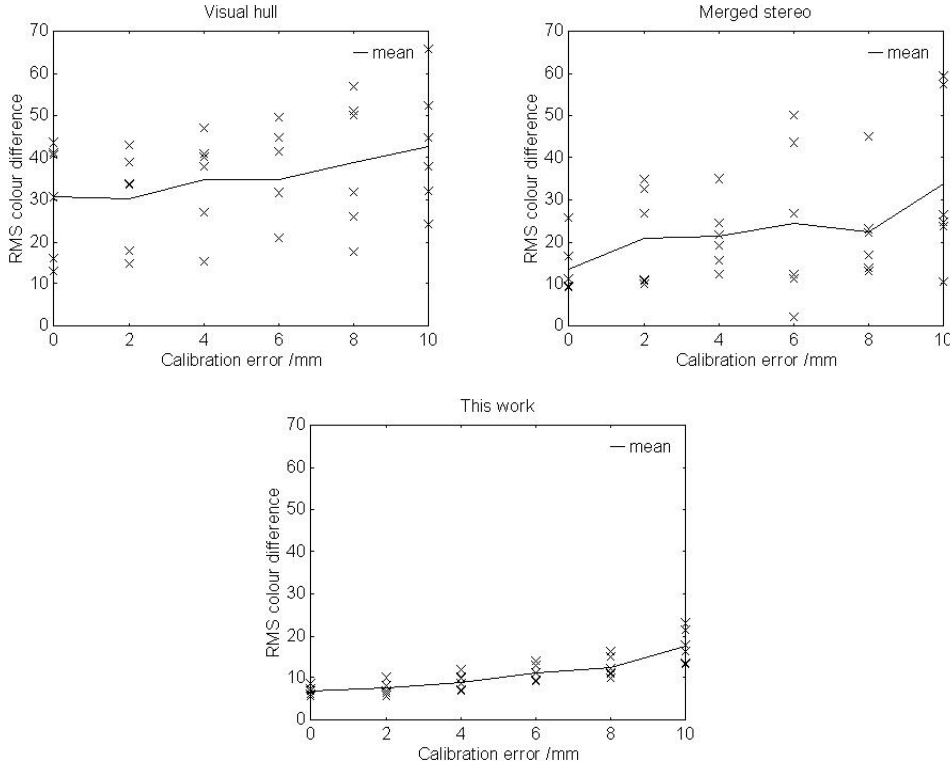 Visual hull
70
60
50
40
30
20
10
0
RMS colour difference
mean
0 2 4 6 8 10
Calibration error /mm
Merged stereo
70
60
50
40
30
20
10
0
RMS colour difference
mean
0 2 4 6 8 10
Calibration error /mm
This work
70
60
50
40
30
20
10
0
RMS colour difference
mean
0 2 4 6 8 10
Calibration error /mm